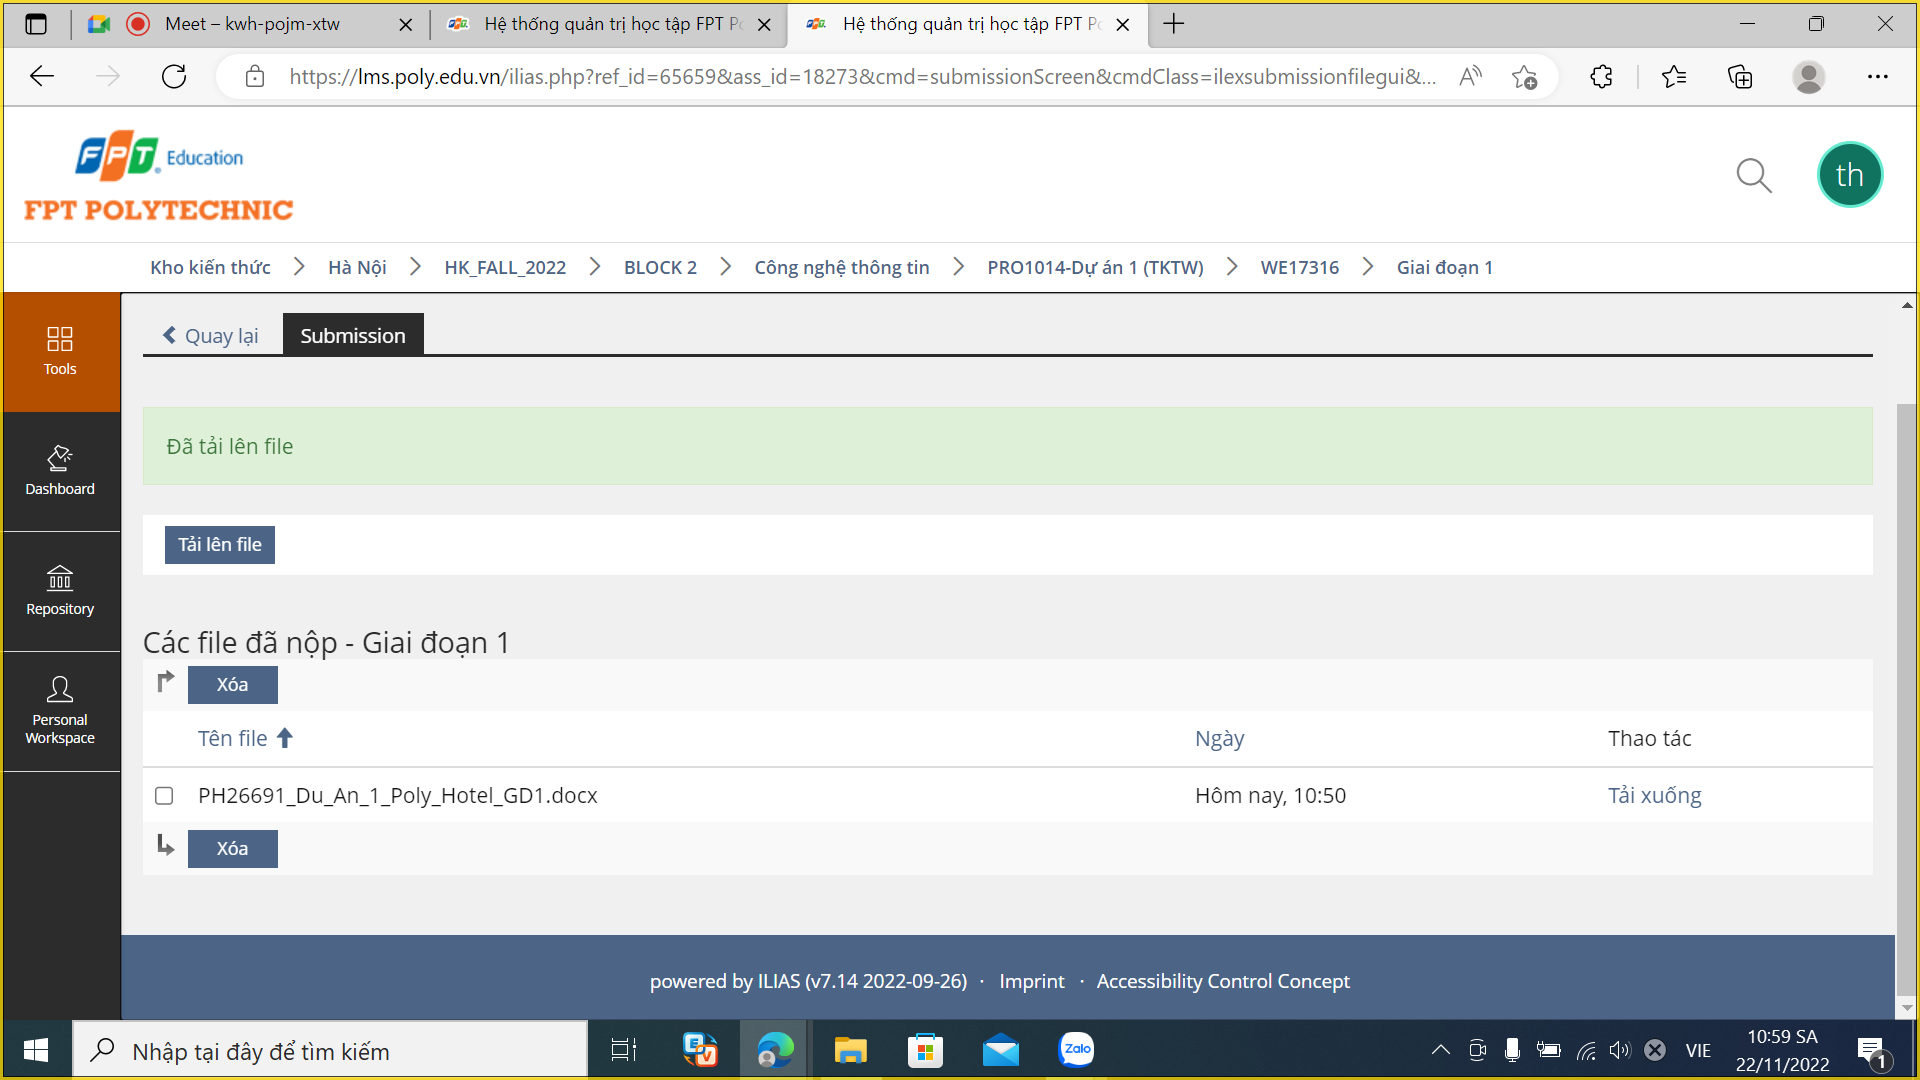 Meet – kwh-pojm-xtw
Hệ thống quản trị học tập FPT Po
Hệ thống quản trị học tập FPT Po
https://lms.poly.edu.vn/ilias.php?ref_id=65659&ass_id=18273&cmd=submissionScreen&cmdClass=ilexsubmissionfilegui&...
FPT Education
FPT POLYTECHNIC
th
Kho kiến thức > Hà Nội > HK_FALL_2022 > BLOCK 2 > Công nghệ thông tin > PRO1014-Dự án 1 (TKTW) > WE17316 > Giai đoạn 1
Tools
Dashboard
Repository
Personal
Workspace
Quay lại
Submission
Đã tải lên file
Tải lên file
Các file đã nộp - Giai đoạn 1
Xóa
Tên file
Ngày
Thao tác
PH26691_Du_An_1_Poly_Hotel_GD1.docx
Hôm nay, 10:50
Tải xuống
Xóa
powered by ILIAS (v7.14 2022-09-26) · Imprint · Accessibility Control Concept
Nhập tại đây để tìm kiếm
E
V
Zalo
VIE
10:59 SA
22/11/2022
1